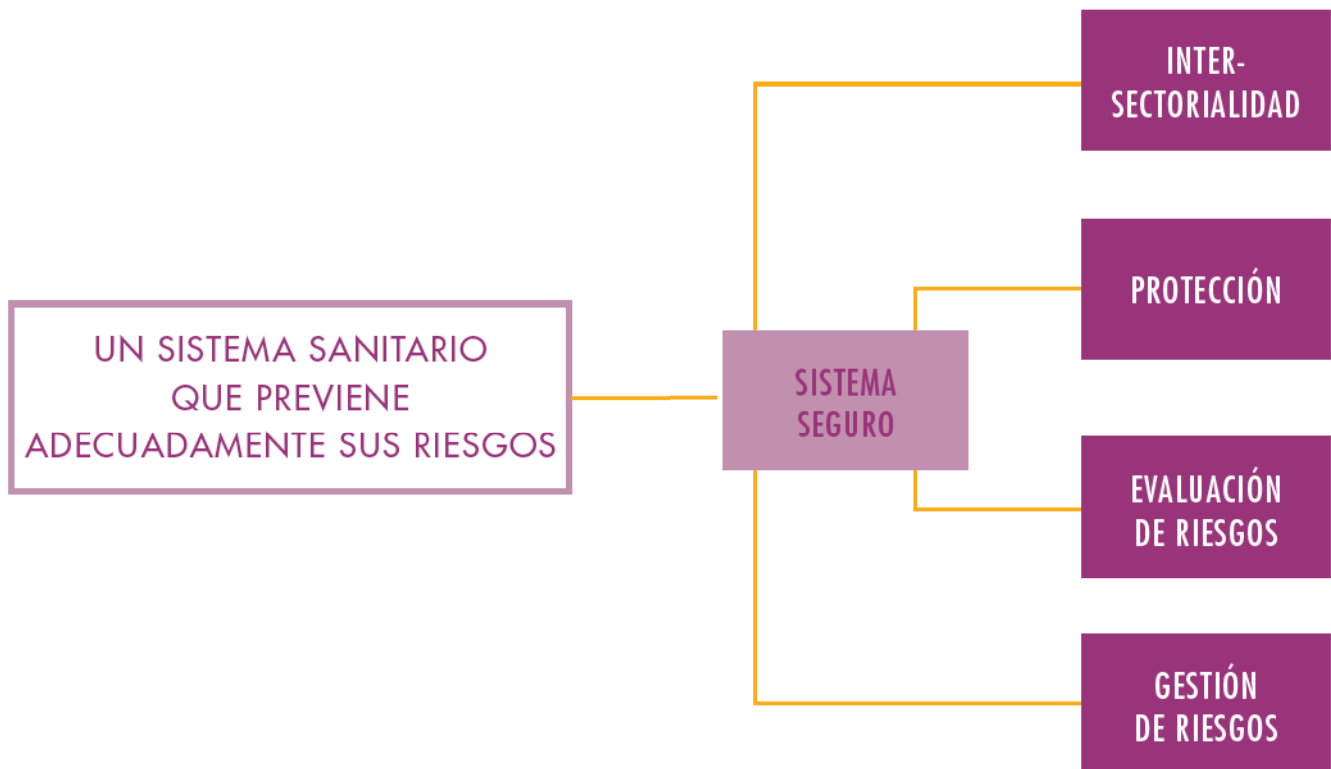 UN SISTEMA SANITARIO
QUE PREVIENE
ADECUADAMENTE SUS RIESGOS
SISTEMA
SEGURO
INTER-
SECTORIALIDAD
PROTECCIÓN
EVALUACIÓN
DE RIESGOS
GESTIÓN
DE RIESGOS